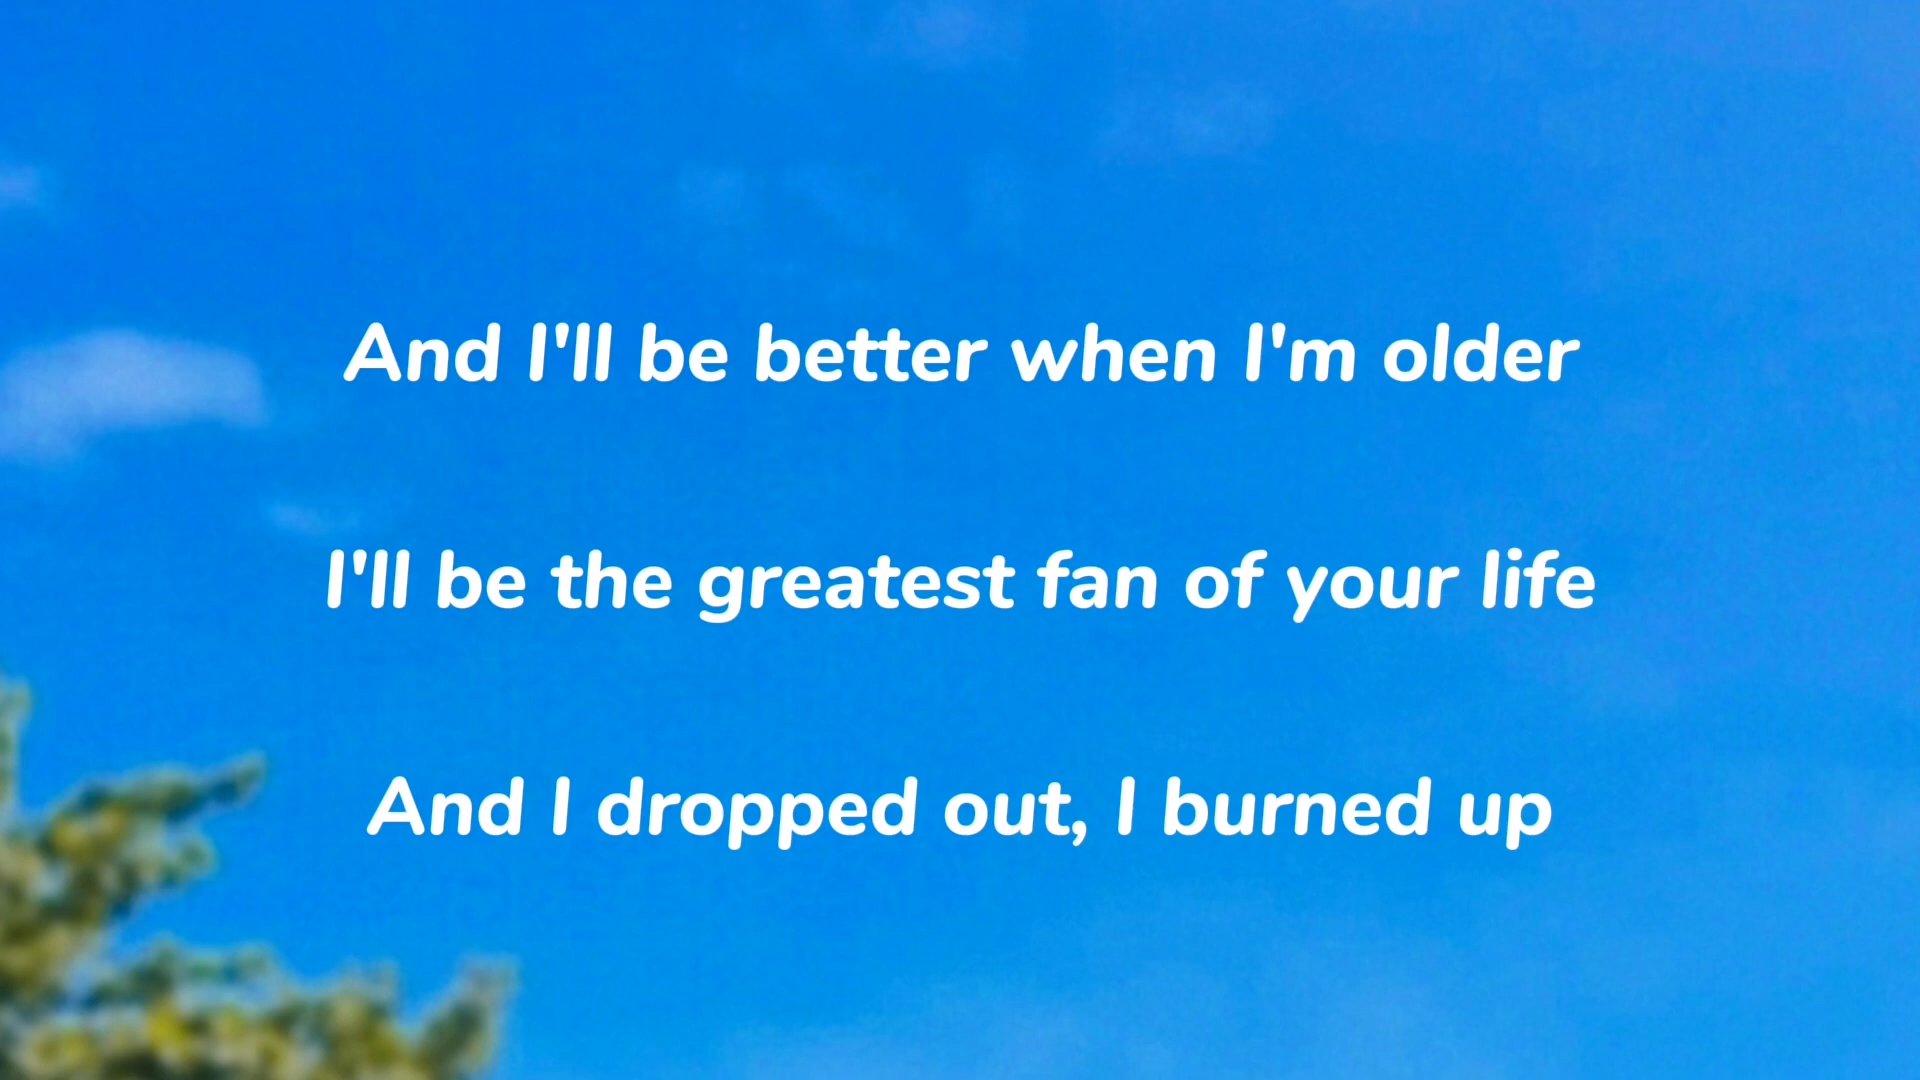 And I'll be better when I'm older
I'll be the greatest fan of your life
And I dropped out, I burned up